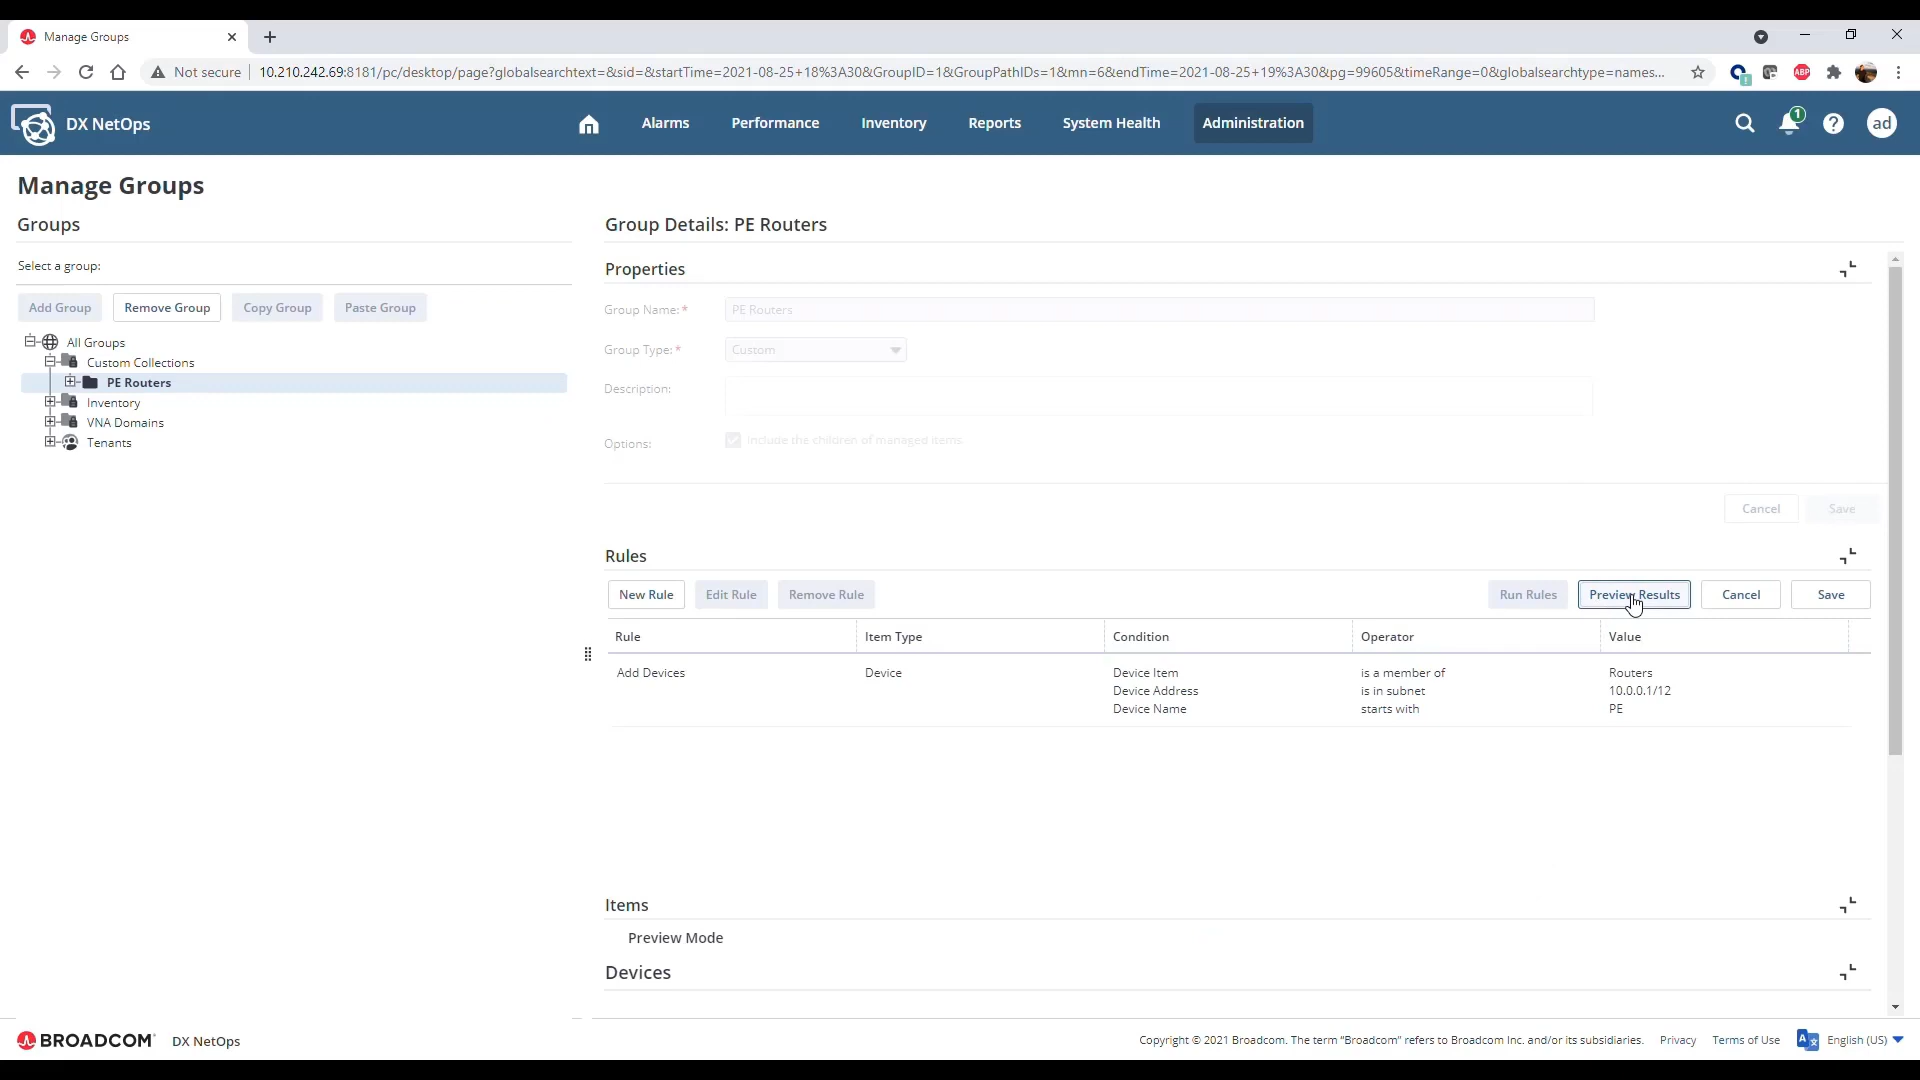 Manage Groups
Not secure
10.210.242.69:8181/pc/desktop/page?globalsearchtext=&sid=&startTime=2021-08-25+18%3A30&GroupID=1&GroupPathIDs=1&mn=6&endTime=2021-08-25+19%3A30&pg=99605&timeRange=0&globalsearchtype=names...
ABP
DX NetOps
Alarms
Performance
Inventory
Reports
System Health
Administration
1
?
ad
Manage Groups
Groups
Select a group:
Add Group
Remove Group
Copy Group
Paste Group
All Groups
Custom Collections
PE Routers
Inventory
VNA Domains
Tenants
Group Details: PE Routers
Properties
Group Name:*
PE Routers
Group Type:*
Custom
Description:
Options:
Include the children of managed items
Cancel
Save
Rules
New Rule
Edit Rule
Remove Rule
Run Rules
Preview Results
Cancel
Save
Rule
Item Type
Condition
Operator
Value
Add Devices
Device
Device Item
is a member of
Routers
Device Address
is in subnet
10.0.0.1/12
Device Name
starts with
PE
Items
Preview Mode
Devices
BROADCOM
DX NetOps
Copyright © 2021 Broadcom. The term "Broadcom" refers to Broadcom Inc. and/or its subsidiaries.
Privacy
Terms of Use
English (US)